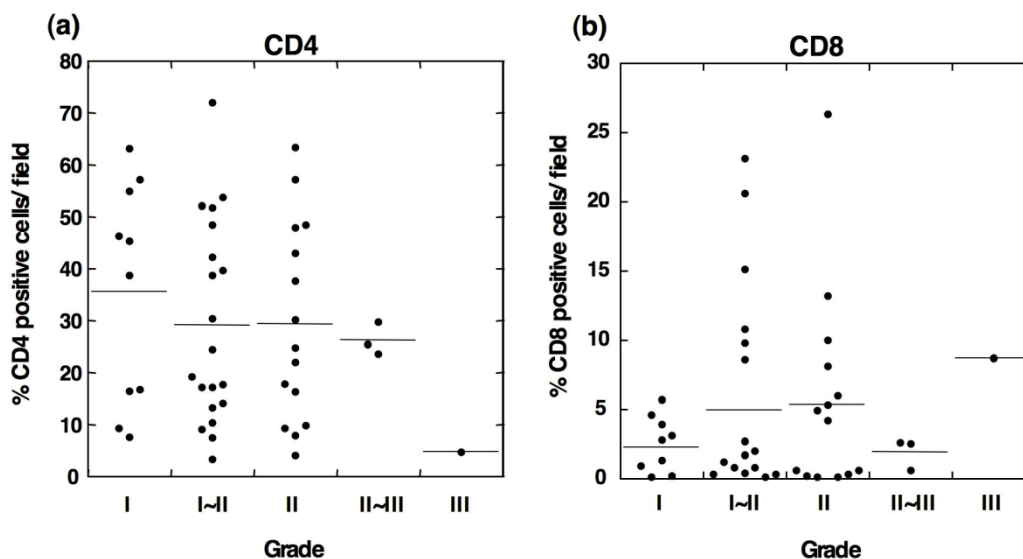 (a)
CD4
80
70
60
50
40
30
20
10
0
% CD4 positive cells/ field
I I~II II II~III III
Grade
(b)
CD8
30
25
20
15
10
5
0
% CD8 positive cells/ field
I I~II II II~III III
Grade